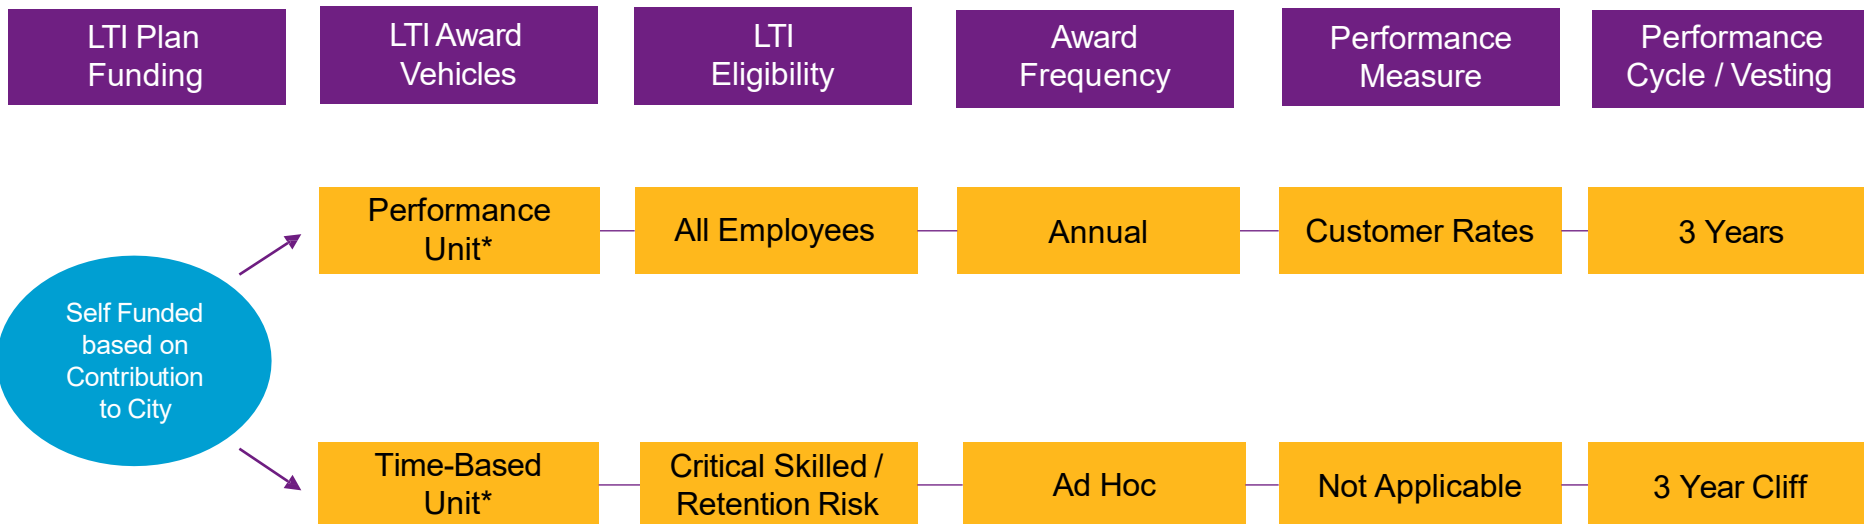 LTI Plan
Funding
LTI Award
Vehicles
LTI
Eligibility
Award
Frequency
Performance
Measure
Performance
Cycle / Vesting
Self Funded
based on
Contribution
to City
Performance
Unit*
All Employees
Annual
Customer Rates
3 Years
Time-Based
Unit*
Critical Skilled /
Retention Risk
Ad Hoc
Not Applicable
3 Year Cliff